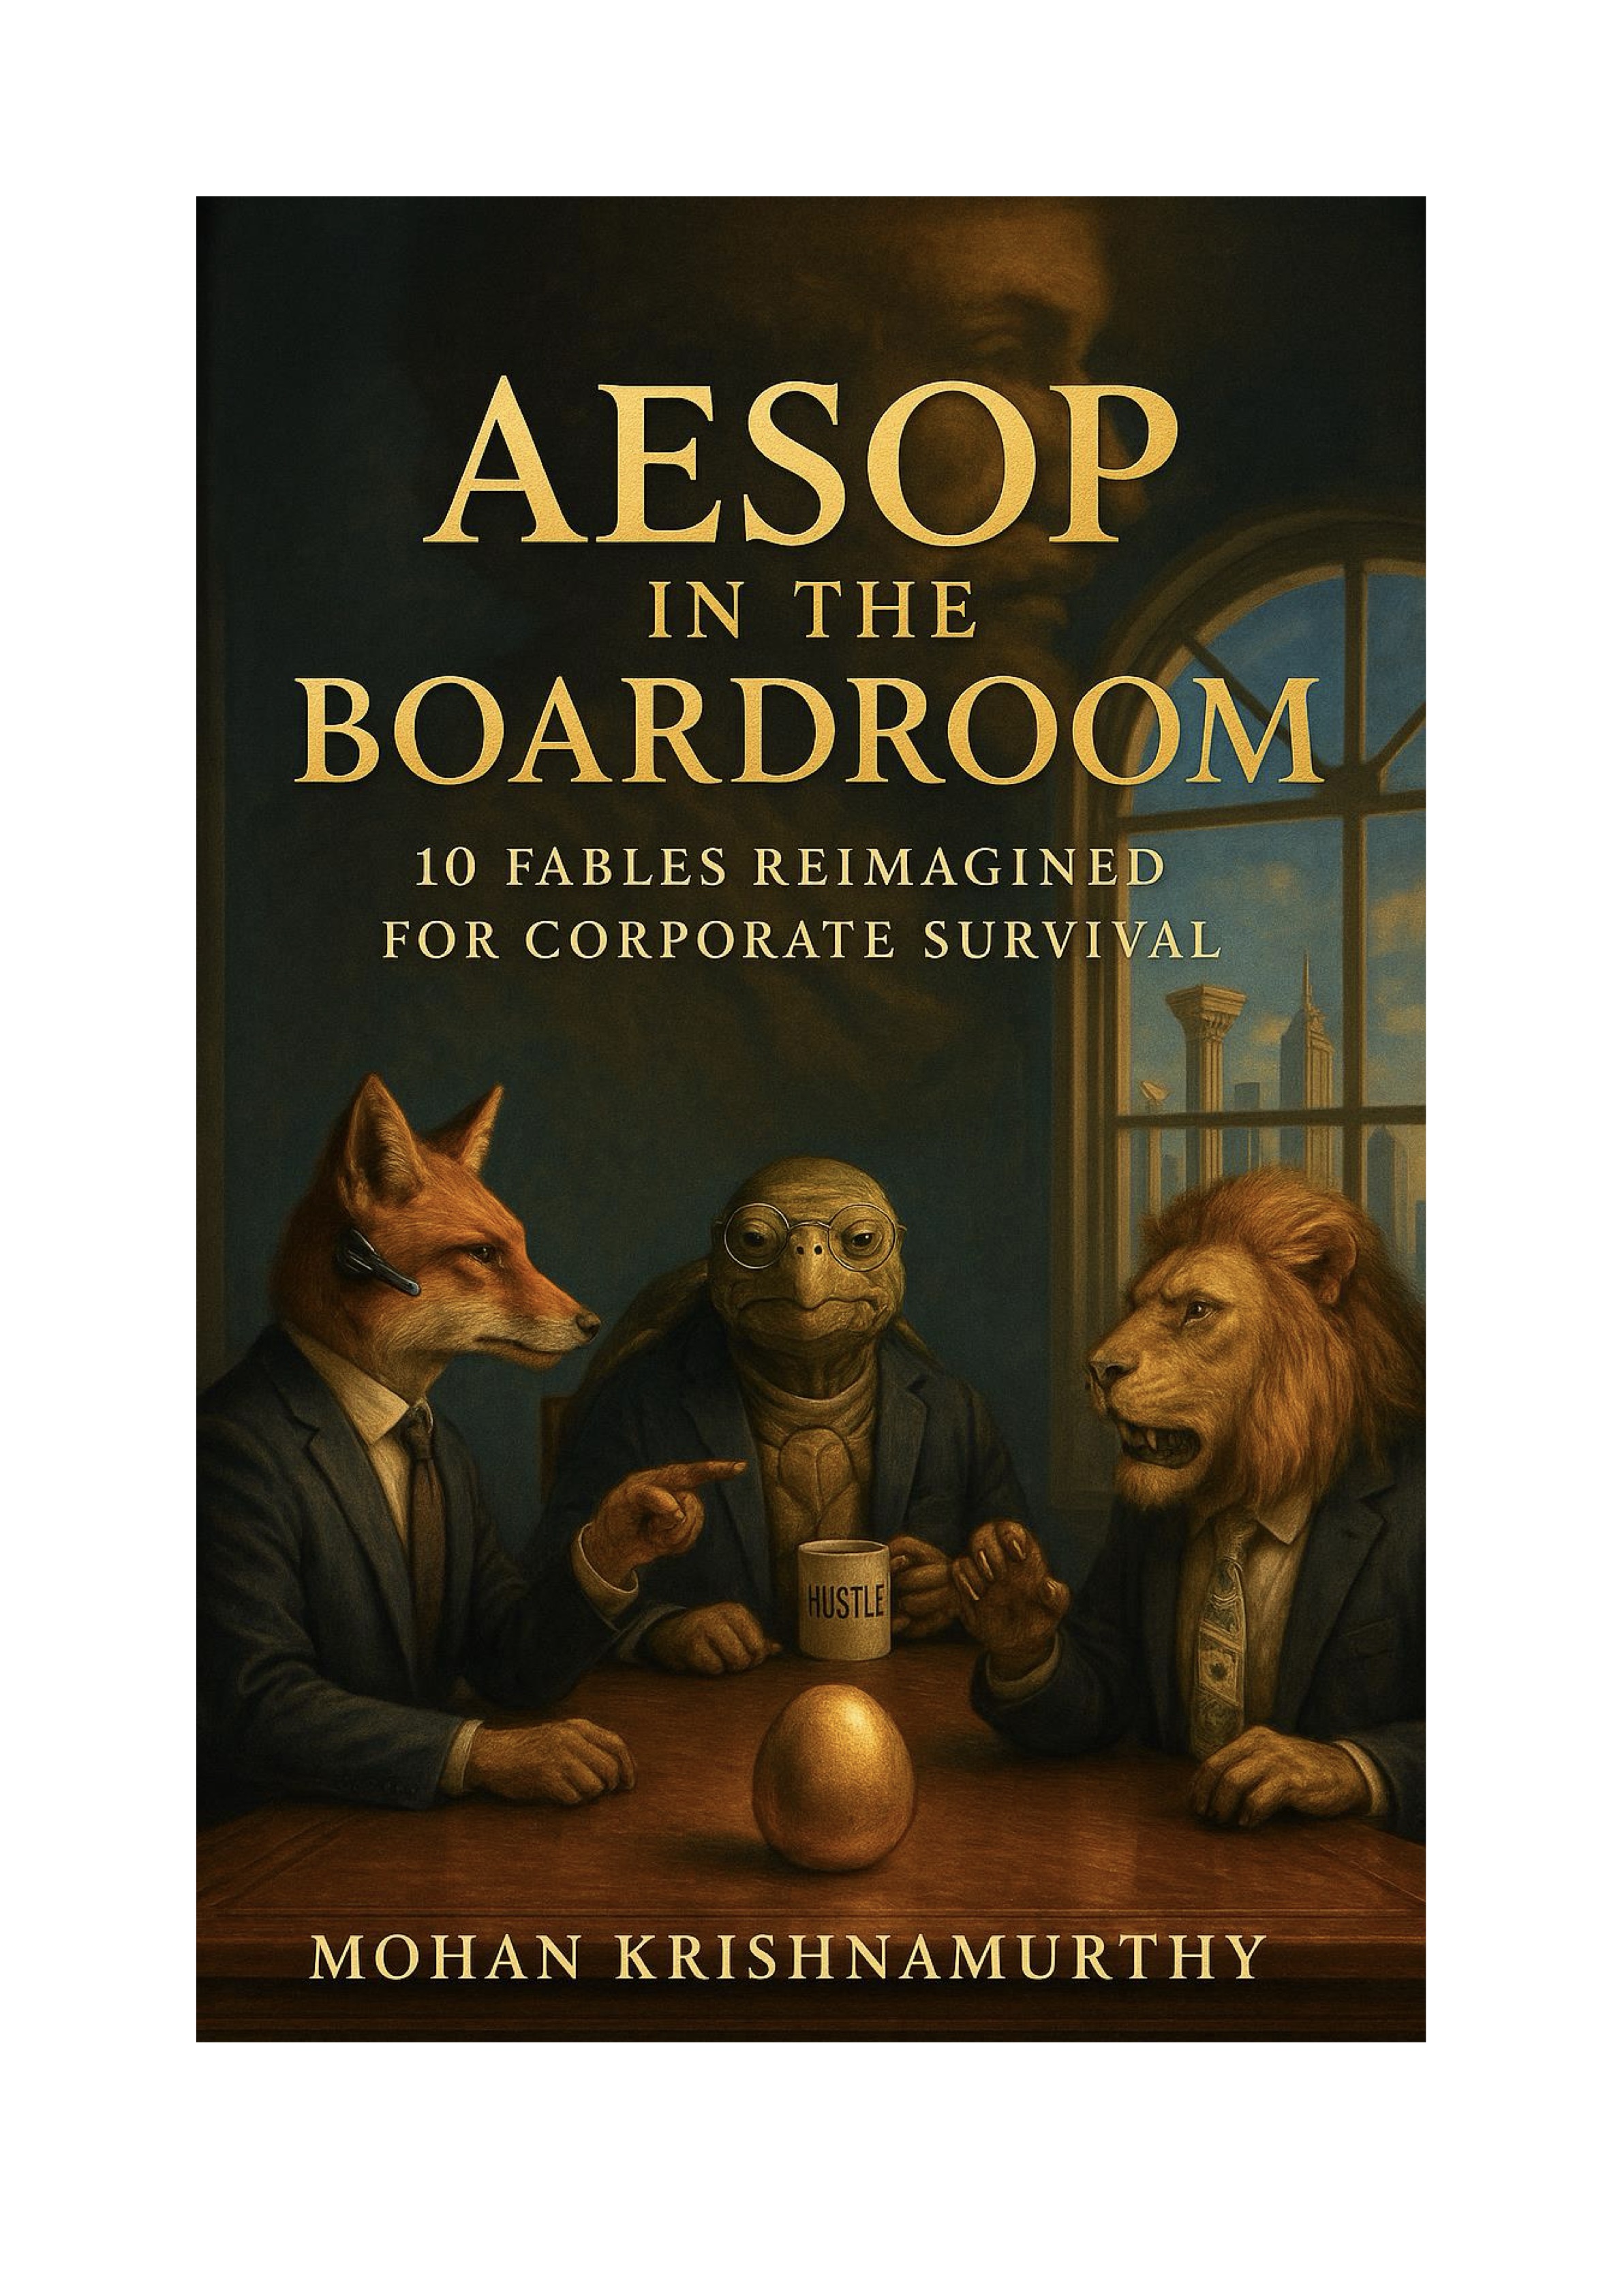 AESOP
IN THE
BOARDROOM
10 FABLES REIMAGINED
FOR CORPORATE SURVIVAL
HUSTLE
MOHAN KRISHNAMURTHY